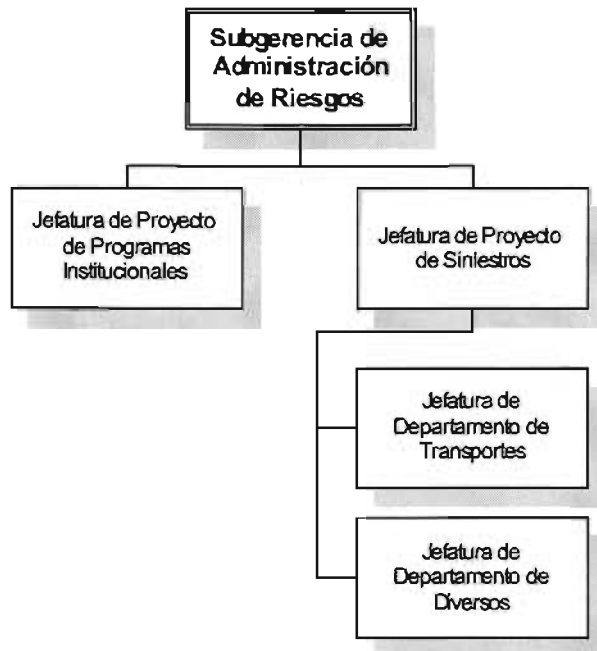 Subgerencia de
Administración
de Riesgos
Jefatura de Proyecto
de Programas
Institucionales
Jefatura de Proyecto
de Siniestros
Jefatura de
Departamento de
Transportes
Jefatura de
Departamento de
Diversos